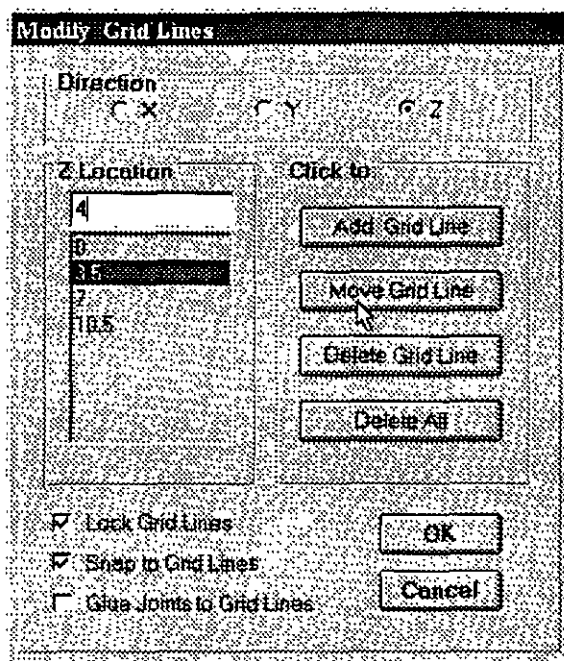 Modify Grid Lines
Direction
X Y Z
Z Location
4
0
3.5
7
10.5
Click to:
Add Grid Line
Move Grid Line
Delete Grid Line
Delete All
Lock Grid Lines
Snap to Grid Lines
Glue Joints to Grid Lines
OK
Cancel